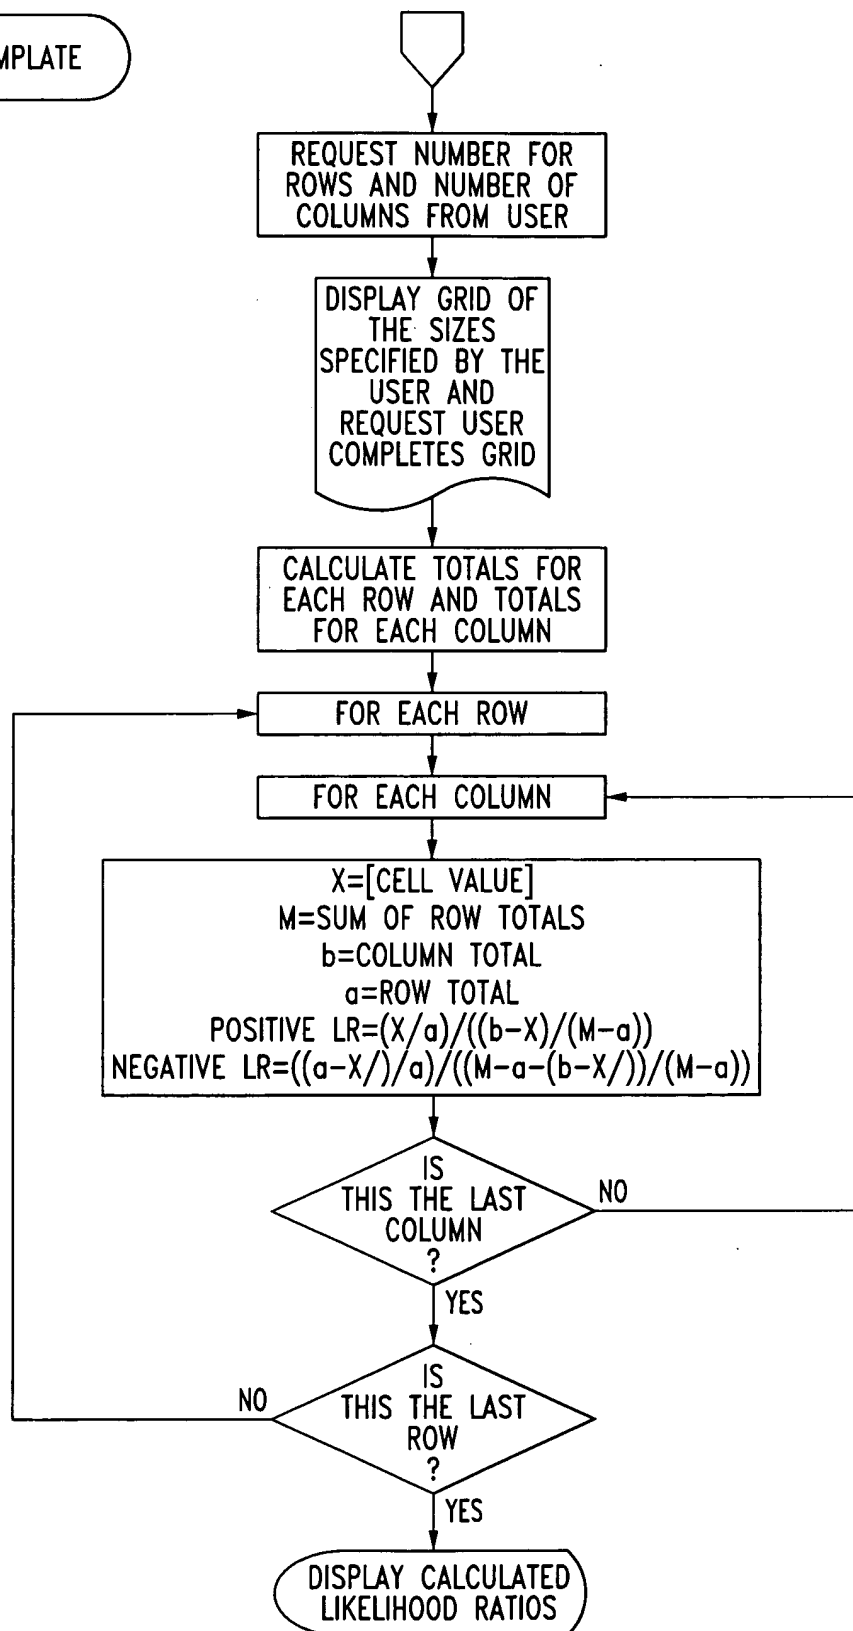 MPLATE
REQUEST NUMBER FOR
ROWS AND NUMBER OF
COLUMNS FROM USER
DISPLAY GRID OF
THE SIZES
SPECIFIED BY THE
USER AND
REQUEST USER
COMPLETES GRID
CALCULATE TOTALS FOR
EACH ROW AND TOTALS
FOR EACH COLUMN
FOR EACH ROW
FOR EACH COLUMN
X=[CELL VALUE]
M=SUM OF ROW TOTALS
b=COLUMN TOTAL
a=ROW TOTAL
POSITIVE LR=(X/a)/((b-X)/(M-a))
NEGATIVE LR=((a-X/)/a)/((M-a-(b-X/))/(M-a))
IS
THIS THE LAST
COLUMN
?
NO
YES
IS
THIS THE LAST
ROW
?
NO
YES
DISPLAY CALCULATED
LIKELIHOOD RATIOS